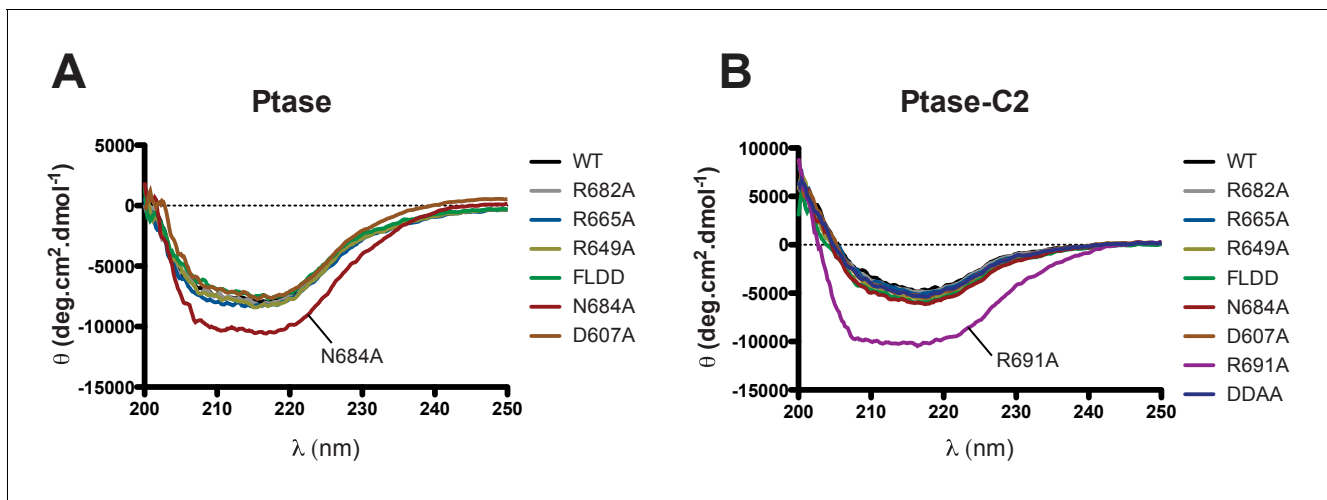 A
Ptase
θ (deg.cm².dmol⁻¹)
5000
0
-5000
-10000
-15000
200 210 220 230 240 250
λ (nm)
N684A
WT
R682A
R665A
R649A
FLDD
N684A
D607A
B
Ptase-C2
θ (deg.cm².dmol⁻¹)
10000
5000
0
-5000
-10000
-15000
200 210 220 230 240 250
λ (nm)
R691A
WT
R682A
R665A
R649A
FLDD
N684A
D607A
R691A
DDAA